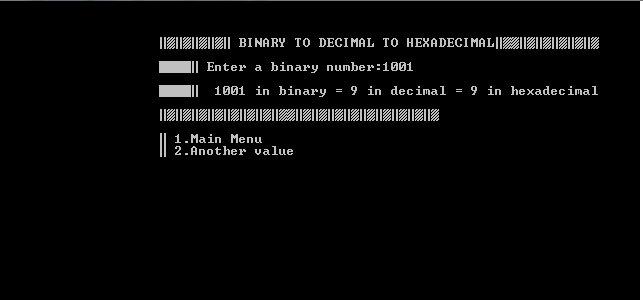 BINARY TO DECIMAL TO HEXADECIMAL
Enter a binary number:1001
1001 in binary = 9 in decimal = 9 in hexadecimal
1.Main Menu
2.Another value